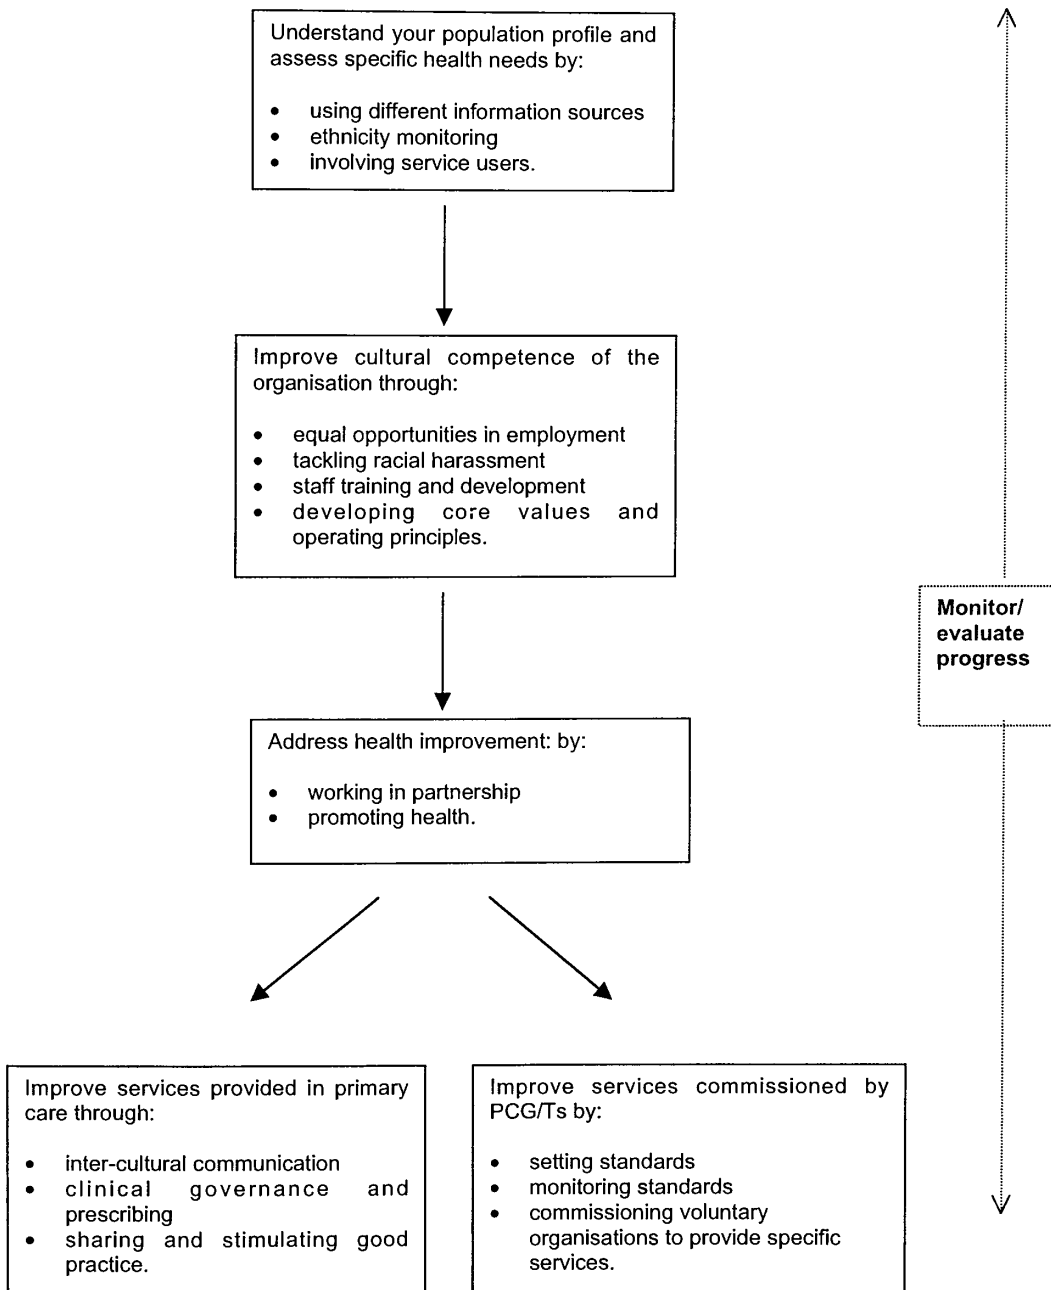 Understand your population profile and
assess specific health needs by:
• using different information sources
• ethnicity monitoring
• involving service users.
Improve cultural competence of the
organisation through:
• equal opportunities in employment
• tackling racial harassment
• staff training and development
• developing core values and
operating principles.
Monitor/
evaluate
progress
Address health improvement: by:
• working in partnership
• promoting health.
Improve services provided in primary
care through:
• inter-cultural communication
• clinical governance and
prescribing
• sharing and stimulating good
practice.
Improve services commissioned by
PCG/Ts by:
• setting standards
• monitoring standards
• commissioning voluntary
organisations to provide specific
services.